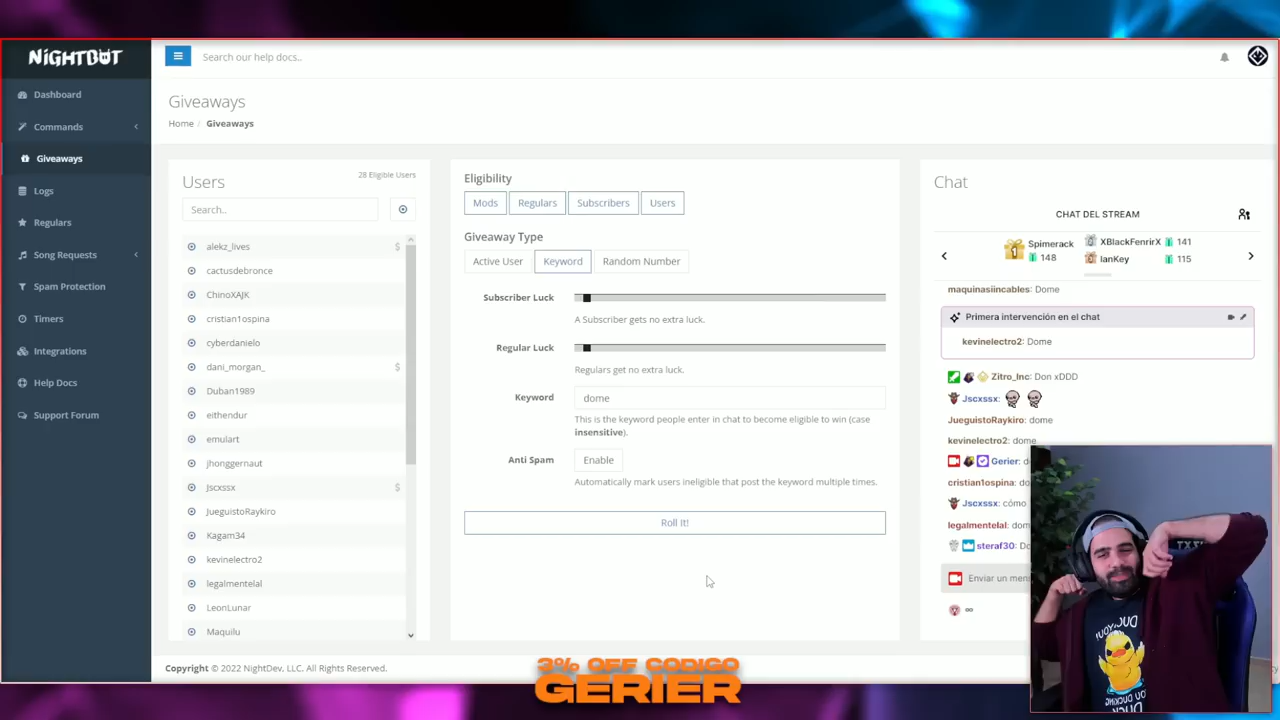 NiGHTBOT
Search our help docs..
Dashboard
Commands
Giveaways
Logs
Regulars
Song Requests
Spam Protection
Timers
Integrations
Help Docs
Support Forum
Giveaways
Home / Giveaways
Users
28 Eligible Users
Search..
alekz_lives $
cactusdebronce
ChinoXAJK
cristian1ospina
cyberdanielo
dani_morgan_ $
Duban1989
eithendur
emulart
jhonggernaut
Jscxssx $
JueguistoRaykiro
Kagam34
kevinelectro2
legalmentelal
LeonLunar
Maquilu
Eligibility
Mods
Regulars
Subscribers
Users
Giveaway Type
Active User
Keyword
Random Number
Subscriber Luck
A Subscriber gets no extra luck.
Regular Luck
Regulars get no extra luck.
Keyword
dome
This is the keyword people enter in chat to become eligible to win (case
insensitive).
Anti Spam
Enable
Automatically mark users ineligible that post the keyword multiple times.
Roll It!
Chat
CHAT DEL STREAM
1
Spimerack
148
XBlackFenrirX 141
IanKey 115
maquinasiincables: Dome
Primera intervención en el chat
kevinelectro2: Dome
Zitro_Inc: Don xDDD
Jscxssx:
JueguistoRaykiro: dome
kevinelectro2: dome
Gerier:
cristian1ospina:
Jscxssx: cómo
legalmentelal: dom
steraf30:
Enviar un men
Copyright © 2022 NightDev, LLC. All Rights Reserved.
3% OFF CODIGO
GERIER